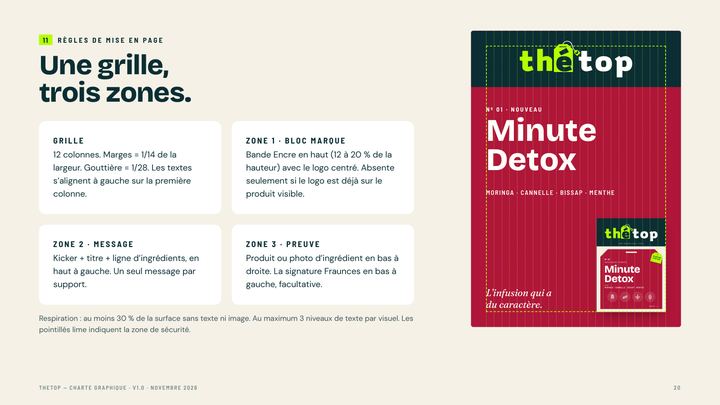 11 RÈGLES DE MISE EN PAGE
Une grille,
trois zones.
GRILLE
12 colonnes. Marges = 1/14 de la
largeur. Gouttière = 1/28. Les textes
s'alignent à gauche sur la première
colonne.
ZONE 1 · BLOC MARQUE
Bande Encre en haut (12 à 20 % de la
hauteur) avec le logo centré. Absente
seulement si le logo est déjà sur le
produit visible.
ZONE 2 · MESSAGE
Kicker + titre + ligne d'ingrédients, en
haut à gauche. Un seul message par
support.
ZONE 3 · PREUVE
Produit ou photo d'ingrédient en bas à
droite. La signature Fraunces en bas à
gauche, facultative.
Respiration : au moins 30 % de la surface sans texte ni image. Au maximum 3 niveaux de texte par visuel. Les
pointillés lime indiquent la zone de sécurité.
thétop
Nº 01 · NOUVEAU
Minute
Detox
MORINGA · CANNELLE · BISSAP · MENTHE
L'infusion qui a
du caractère.
thétop
Minute
Detox
THETOP — CHARTE GRAPHIQUE · V1.0 · NOVEMBRE 2026
20